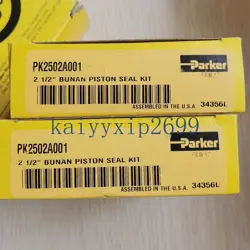 PK2502A001
Parker
2 1/2" BUNAN PISTON SEAL KIT
ASSEMBLED IN THE U.S.A.
34356L
kaiyyxip2699
PK2502A001
Parker
2 1/2" BUNAN PISTON SEAL KIT
ASSEMBLED IN THE U.S.A.
34356L